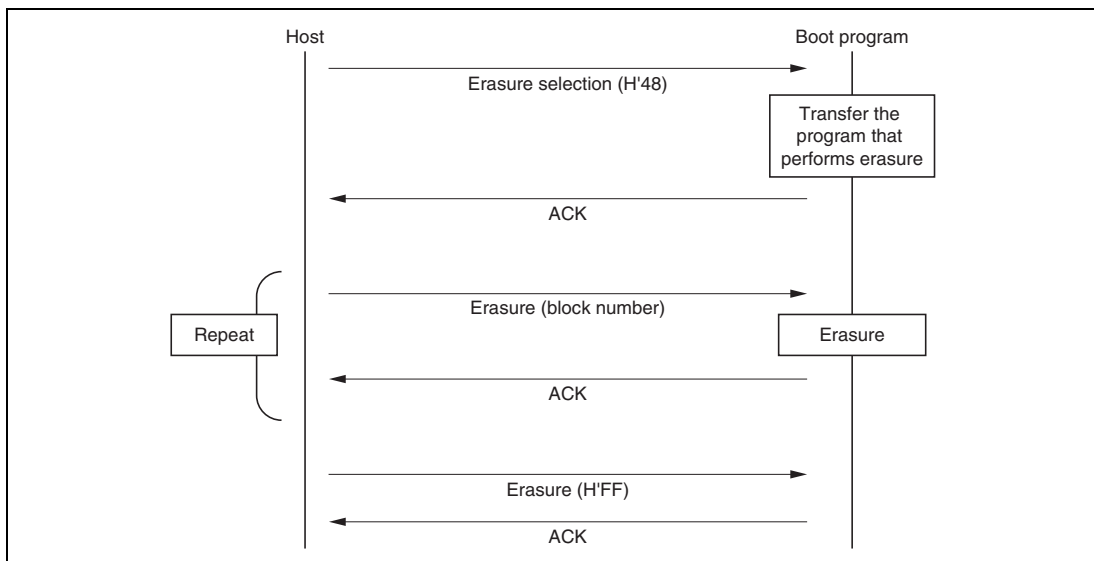 Host
Boot program
Erasure selection (H'48)
Transfer the
program that
performs erasure
ACK
Erasure (block number)
Repeat
Erasure
ACK
Erasure (H'FF)
ACK